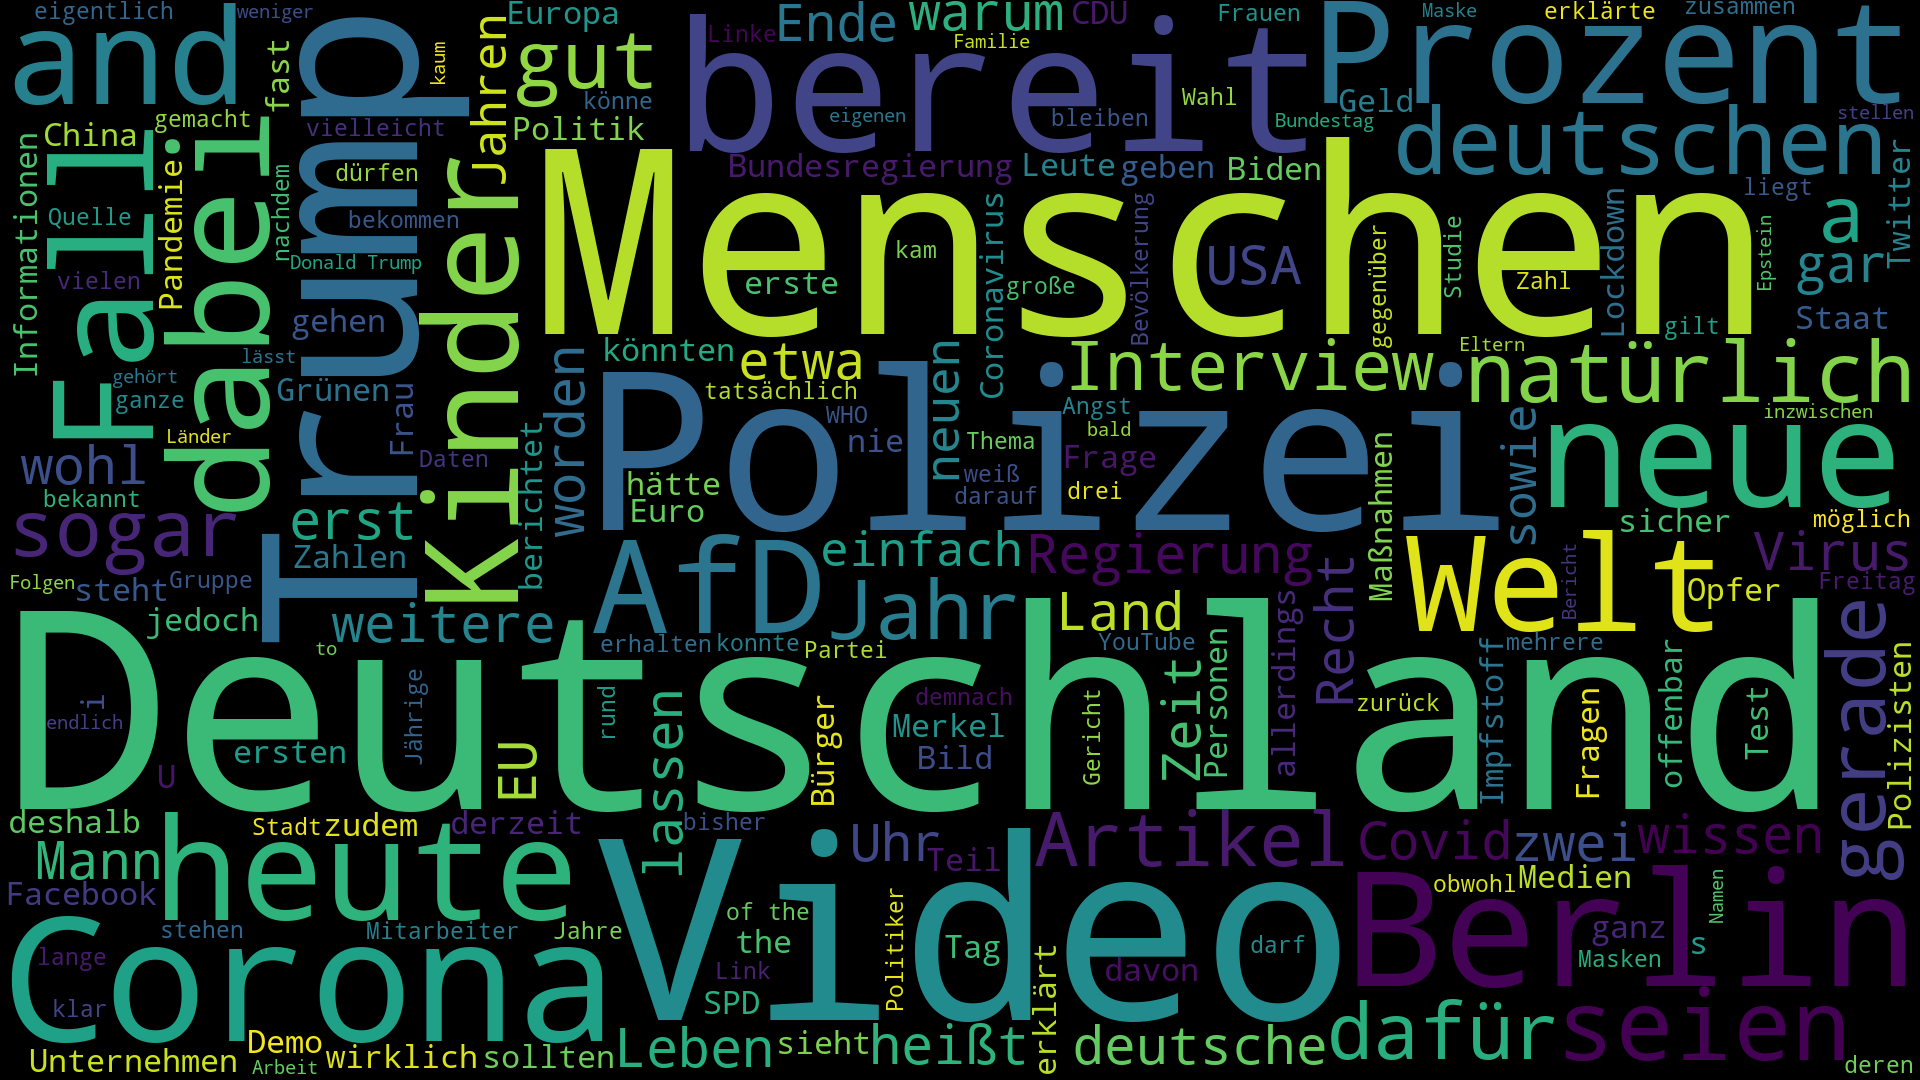 eigentlich
weniger
Europa
Ende
warum
CDU
Frauen
Maske
erklärte
zusammen
and
fast
kaum
Jahren
gut
Linke
Familie
bereit
Prozent
könne
eigenen
bleiben
Wahl
Geld
Bundestag
stellen
China
gemacht
vielleicht
Politik
deutschen
Informationen
Fall
Pandemie
dabei
nachdem
Trump
dürfen
Kinder
Bundesregierung
Leute
geben
Biden
liegt
Twitter
Quelle
bekommen
Menschen
Coronavirus
Bevölkerung
USA
gegenüber
Studie
Lockdown
a
vielen
Donald Trump
kam
erste
große
Zahl
Epstein
gar
gehen
Staat
gilt
lässt
könnten
etwa
neuen
Interview
Eltern
natürlich
gehört
ganze
Grünen
Frau
worden
tatsächlich
Polizei
WHO
Angst
inzwischen
Länder
wohl
Daten
nie
Thema
bald
Frage
Maßnahmen
sowie
neue
bekannt
berichtet
hätte
weiß
darauf
drei
sogar
erst
Euro
sicher
möglich
Zahlen
AfD
einfach
Regierung
Welt
Virus
Folgen
steht
Gruppe
Recht
Bericht
Opfer
Freitag
jedoch
weitere
Jahr
Land
allerdings
gerade
to
erhalten
konnte
Partei
YouTube
mehrere
Deutschland
i
endlich
Jährige
rund
lassen
Bürger
demnach
Gericht
Zeit
Personen
zurück
Impfstoff
Fragen
offenbar
Test
Polizisten
ersten
EU
Merkel
Bild
U
deshalb
Stadt
zudem
derzeit
bisher
Uhr
Teil
Artikel
Covid
zwei
wissen
Mann
heute
Video
obwohl
Medien
Namen
Facebook
Berlin
stehen
Mitarbeiter
Jahre
of the
the
Politiker
Tag
darf
ganz
s
lange
Corona
Link
davon
Masken
klar
SPD
erklärt
dafür
seien
Unternehmen
Demo
Arbeit
wirklich
sollten
Leben
sieht
heißt
deutsche
deren